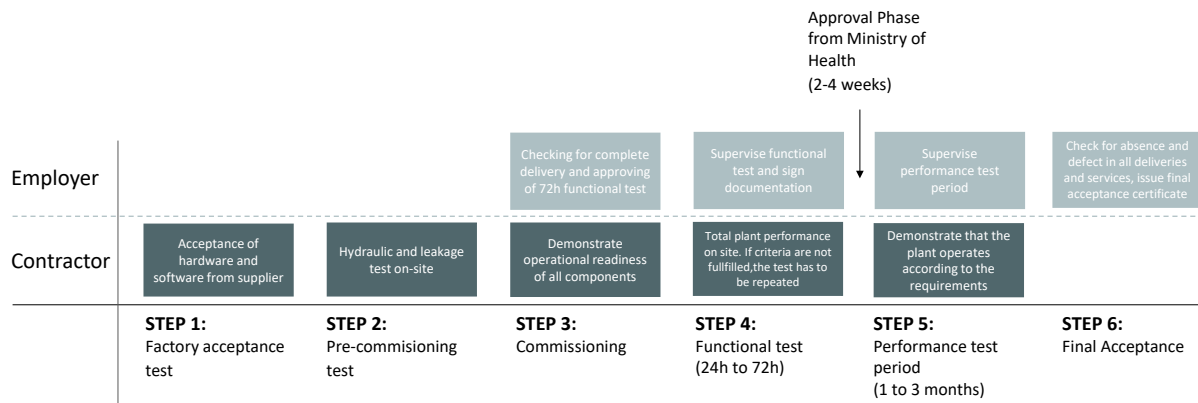 Approval Phase
from Ministry of
Health
(2-4 weeks)
Employer
Checking for complete
delivery and approving
of 72h functional test
Supervise functional
test and sign
documentation
Supervise
performance test
period
Check for absence and
defect in all deliveries
and services, issue final
acceptance certificate
Contractor
Acceptance of
hardware and
software from supplier
Hydraulic and leakage
test on-site
Demonstrate
operational readiness
of all components
Total plant performance
on site. If criteria are not
fullfilled,the test has to
be repeated
Demonstrate that the
plant operates
according to the
requirements
STEP 1:
Factory acceptance
test
STEP 2:
Pre-commisioning
test
STEP 3:
Commissioning
STEP 4:
Functional test
(24h to 72h)
STEP 5:
Performance test
period
(1 to 3 months)
STEP 6:
Final Acceptance